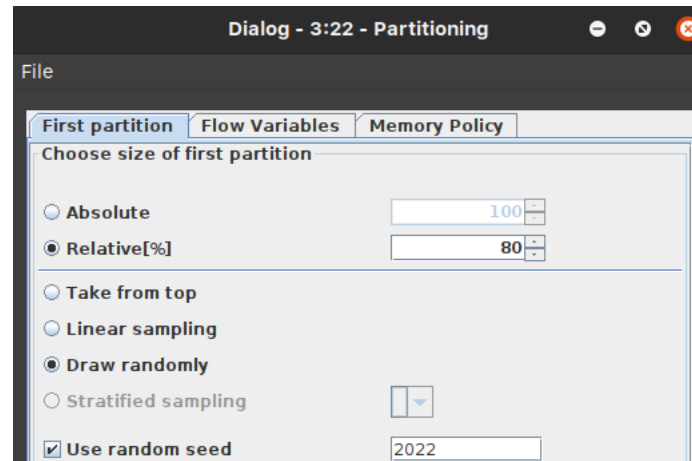 Dialog - 3:22 - Partitioning
File
First partition Flow Variables Memory Policy
Choose size of first partition
Absolute 100
Relative[%] 80
Take from top
Linear sampling
Draw randomly
Stratified sampling
Use random seed 2022